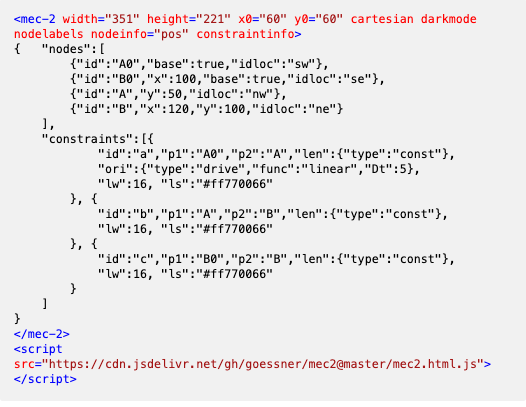 <mec-2 width="351" height="221" x0="60" y0="60" cartesian darkmode
nodelabels nodeinfo="pos" constraintinfo>
{   "nodes":[
        {"id":"A0","base":true,"idloc":"sw"},
        {"id":"B0","x":100,"base":true,"idloc":"se"},
        {"id":"A","y":50,"idloc":"nw"},
        {"id":"B","x":120,"y":100,"idloc":"ne"}
    ],
    "constraints":[{
            "id":"a","p1":"A0","p2":"A","len":{"type":"const"},
            "ori":{"type":"drive","func":"linear","Dt":5},
            "lw":16, "ls":"#ff770066"
        }, {
            "id":"b","p1":"A","p2":"B","len":{"type":"const"},
            "lw":16, "ls":"#ff770066"
        }, {
            "id":"c","p1":"B0","p2":"B","len":{"type":"const"},
            "lw":16, "ls":"#ff770066"
        }
    ]
}
</mec-2>
<script
src="https://cdn.jsdelivr.net/gh/goessner/mec2@master/mec2.html.js">
</script>